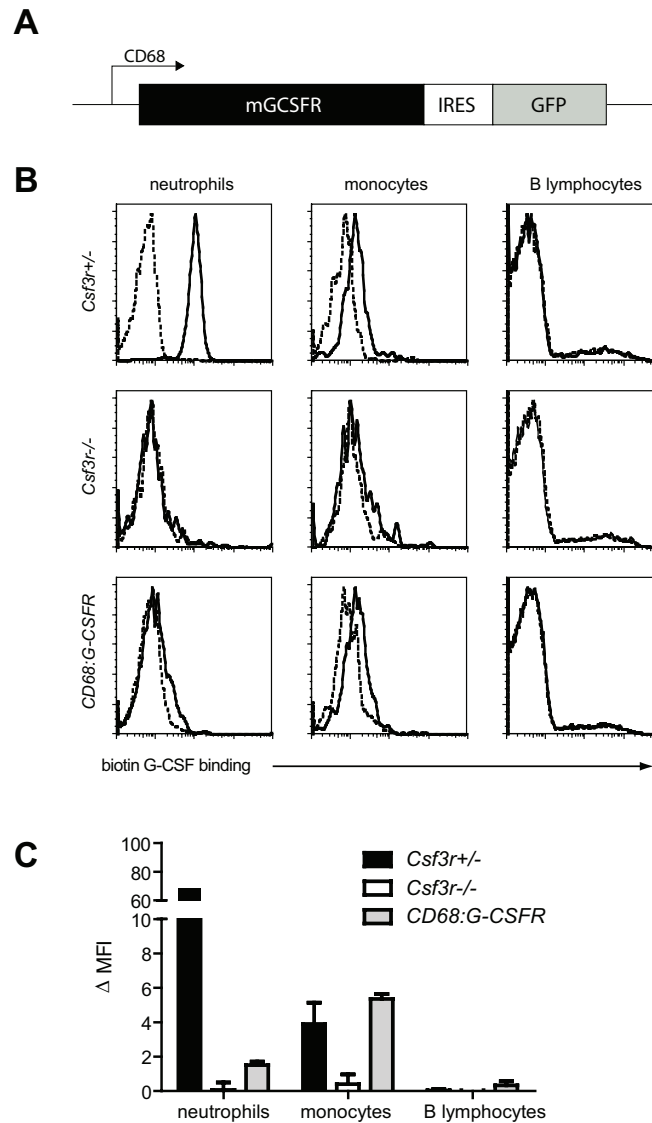 A
CD68
mGCSFR
IRES
GFP
B
neutrophils
monocytes
B lymphocytes
Csf3r+/-
Csf3r-/-
CD68:G-CSFR
biotin G-CSF binding
C
Δ MFI
100
80
60
10
8
6
4
2
0
Csf3r+/-
Csf3r-/-
CD68:G-CSFR
neutrophils
monocytes
B lymphocytes